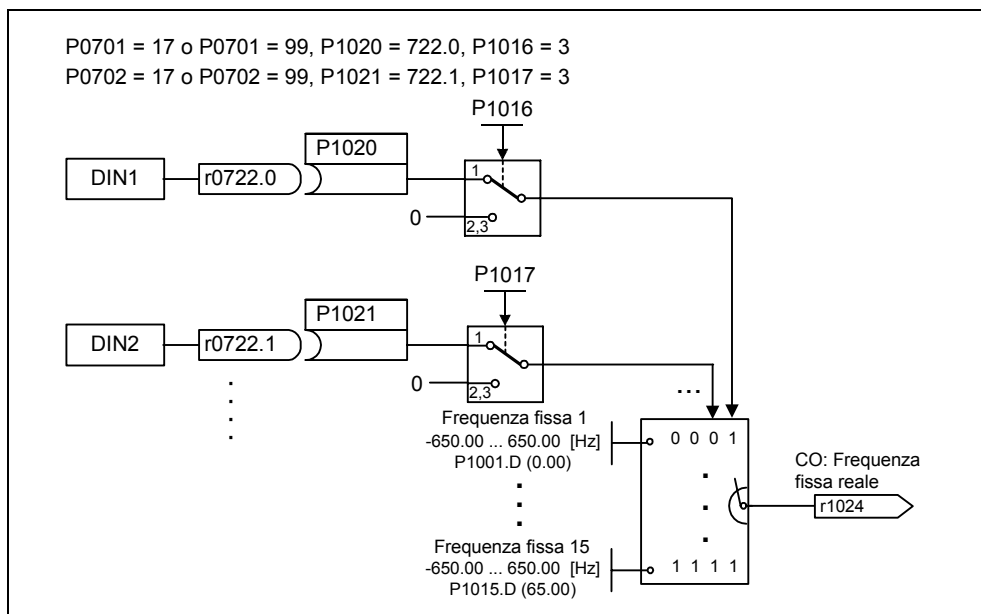 P0701 = 17 o P0701 = 99, P1020 = 722.0, P1016 = 3
P0702 = 17 o P0702 = 99, P1021 = 722.1, P1017 = 3
P1016
P1020
DIN1
r0722.0
1
0
2,3
P1017
P1021
DIN2
r0722.1
1
0
2,3
...
Frequenza fissa 1
-650.00 ... 650.00 [Hz]
P1001.D (0.00)
0 0 0 1
CO: Frequenza
fissa reale
r1024
Frequenza fissa 15
-650.00 ... 650.00 [Hz]
P1015.D (65.00)
1 1 1 1